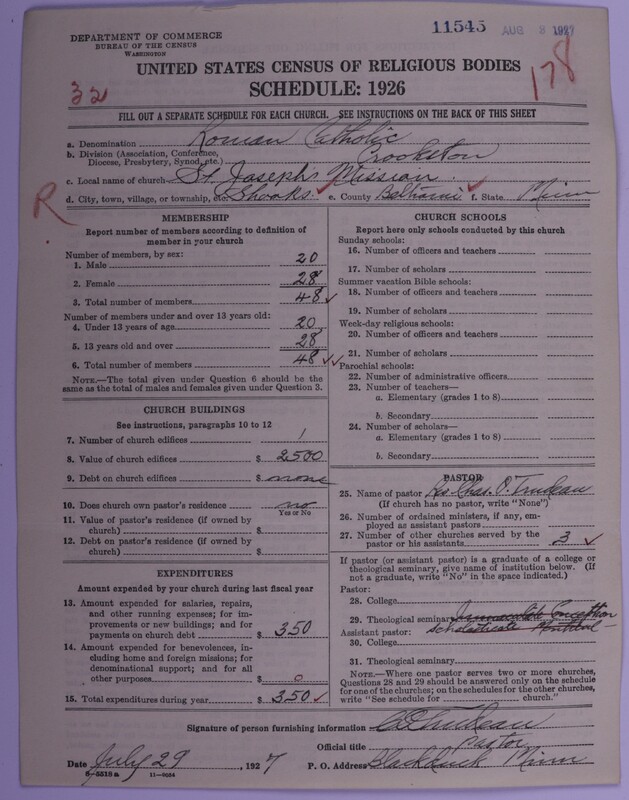 11545 AUG 8 1927
DEPARTMENT OF COMMERCE
BUREAU OF THE CENSUS
WASHINGTON
UNITED STATES CENSUS OF RELIGIOUS BODIES
SCHEDULE: 1926
32
178
FILL OUT A SEPARATE SCHEDULE FOR EACH CHURCH. SEE INSTRUCTIONS ON THE BACK OF THIS SHEET
a. Denomination Roman Catholic
b. Division (Association, Conference, Diocese, Presbytery, Synod, etc.) Crookston
c. Local name of church St Joseph's Mission
d. City, town, village, or township, etc. Shooks. e. County Beltrami f. State Minn
R
MEMBERSHIP
Report number of members according to definition of
member in your church
Number of members, by sex:
1. Male 20
2. Female 28
3. Total number of members 48
Number of members under and over 13 years old:
4. Under 13 years of age 20
5. 13 years old and over 28
6. Total number of members 48
NOTE.—The total given under Question 6 should be
same as the total of males and females given under Question 3.
CHURCH BUILDINGS
See instructions, paragraphs 10 to 12
7. Number of church edifices 1
8. Value of church edifices $ 2500
9. Debt on church edifices $ none
10. Does church own pastor's residence no
Yes or No
11. Value of pastor's residence (if owned by
church) $
12. Debt on pastor's residence (if owned by
church) $
EXPENDITURES
Amount expended by your church during last fiscal year
13. Amount expended for salaries, repairs,
and other running expenses; for im-
provements or new buildings; and for
payments on church debt $ 350
14. Amount expended for benevolences, in-
cluding home and foreign missions; for
denominational support; and for all
other purposes $ 0
15. Total expenditures during year $ 350
CHURCH SCHOOLS
Report here only schools conducted by this church
Sunday schools:
16. Number of officers and teachers
17. Number of scholars
Summer vacation Bible schools:
18. Number of officers and teachers
19. Number of scholars
Week-day religious schools:
20. Number of officers and teachers
21. Number of scholars
Parochial schools:
22. Number of administrative officers
23. Number of teachers—
a. Elementary (grades 1 to 8)
b. Secondary
24. Number of scholars—
a. Elementary (grades 1 to 8)
b. Secondary
PASTOR
25. Name of pastor Rev. Chas. O. Trudeau
(If church has no pastor, write "None")
26. Number of ordained ministers, if any, em-
ployed as assistant pastors
27. Number of other churches served by the
pastor or his assistants 3
If pastor (or assistant pastor) is a graduate of a college or
theological seminary, give name of institution below. (If
not a graduate, write "No" in the space indicated.)
Pastor:
28. College
29. Theological seminary Immaculate Conception
Assistant pastor: Scholasticate Montreal
30. College
31. Theological seminary
NOTE.—Where one pastor serves two or more churches,
Questions 28 and 29 should be answered only on the schedule
for one of the churches; on the schedules for the other churches,
write "See schedule for church."
Signature of person furnishing information C O Trudeau
Official title Pastor
Date July 29, 1927 P. O. Address Blackduck Minn
8—5518 a 11—9034